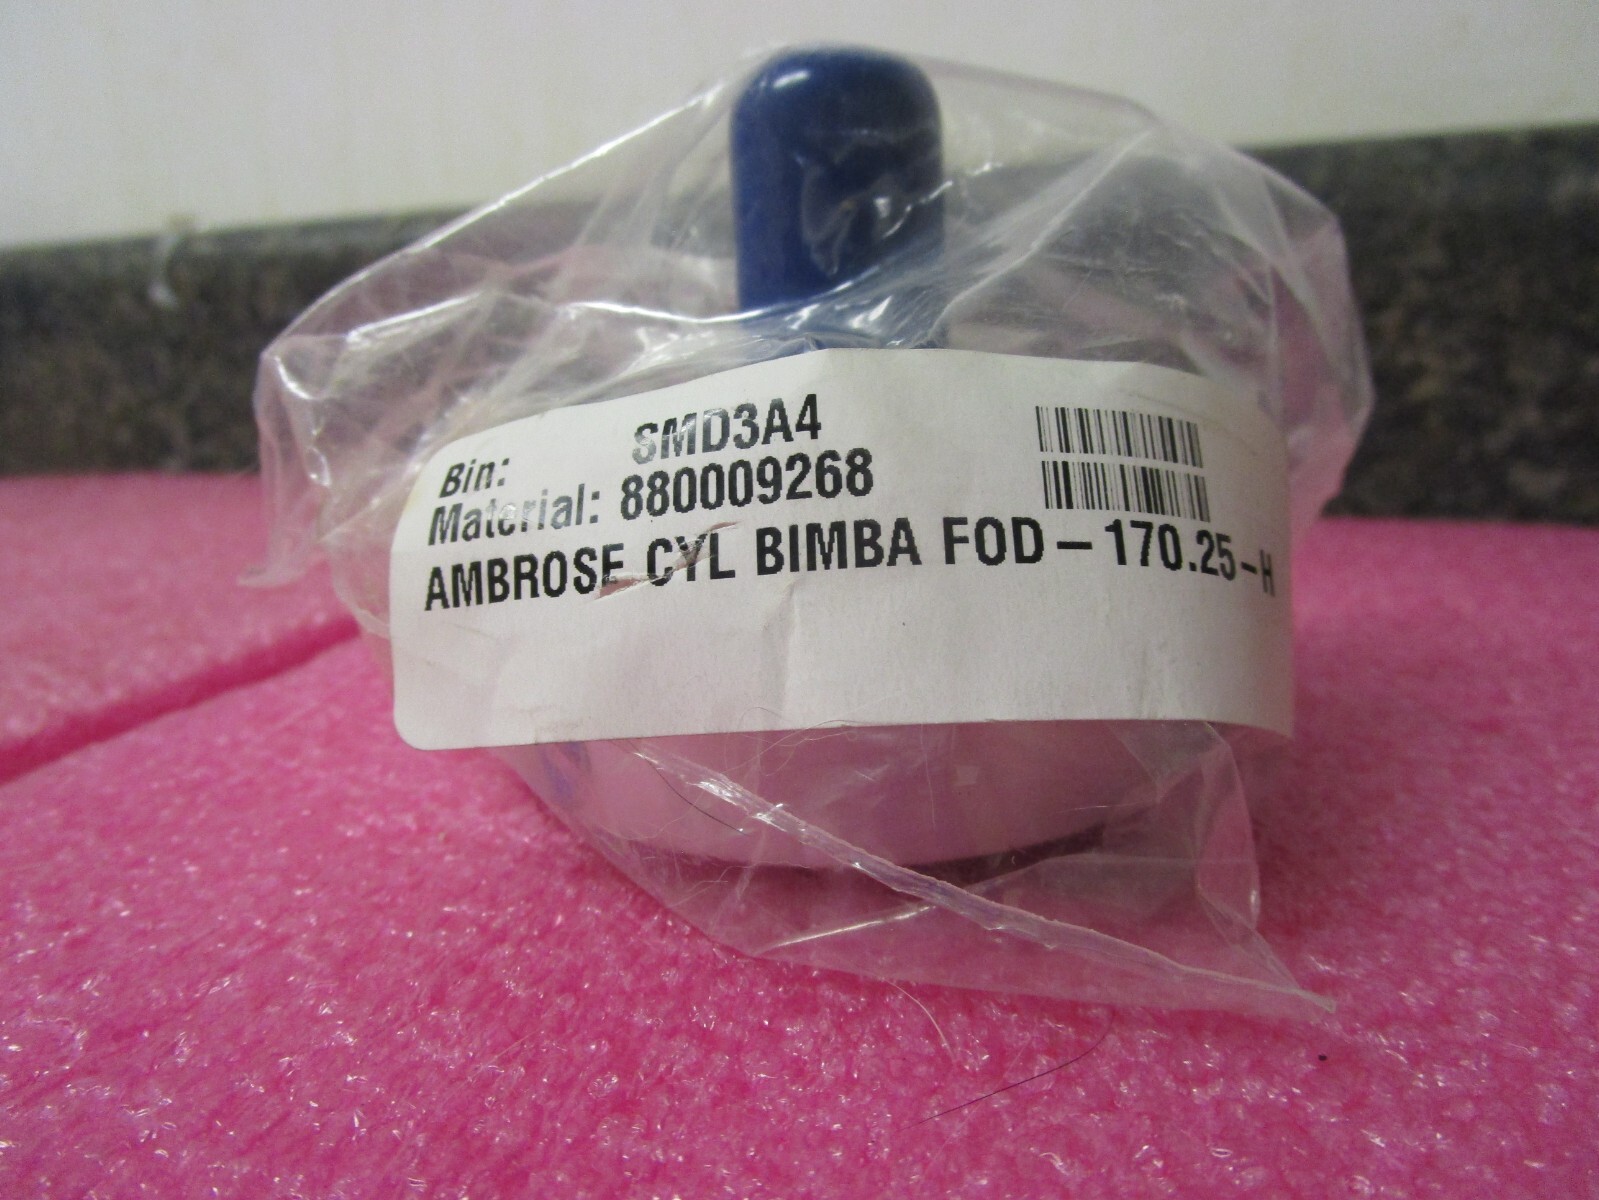 Bin: SMD3A4
Material: 880009268
AMBROSE CYL BIMBA FOD-170.25-H